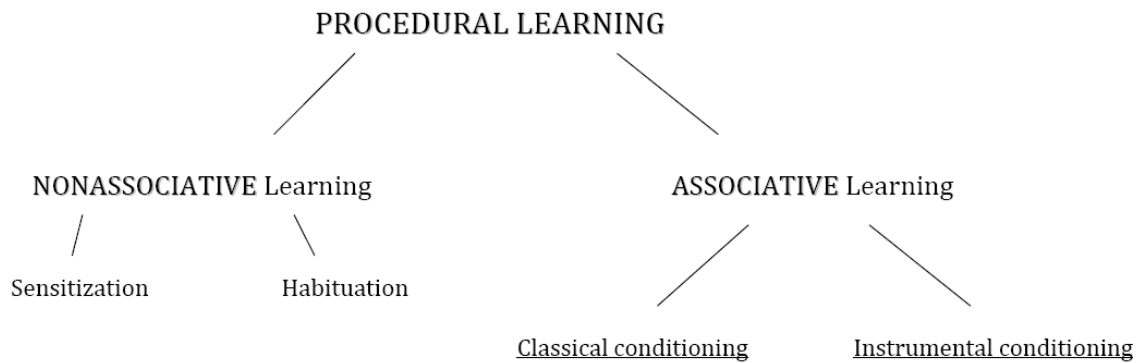 PROCEDURAL LEARNING
NONASSOCIATIVE Learning
ASSOCIATIVE Learning
Sensitization
Habituation
Classical conditioning
Instrumental conditioning